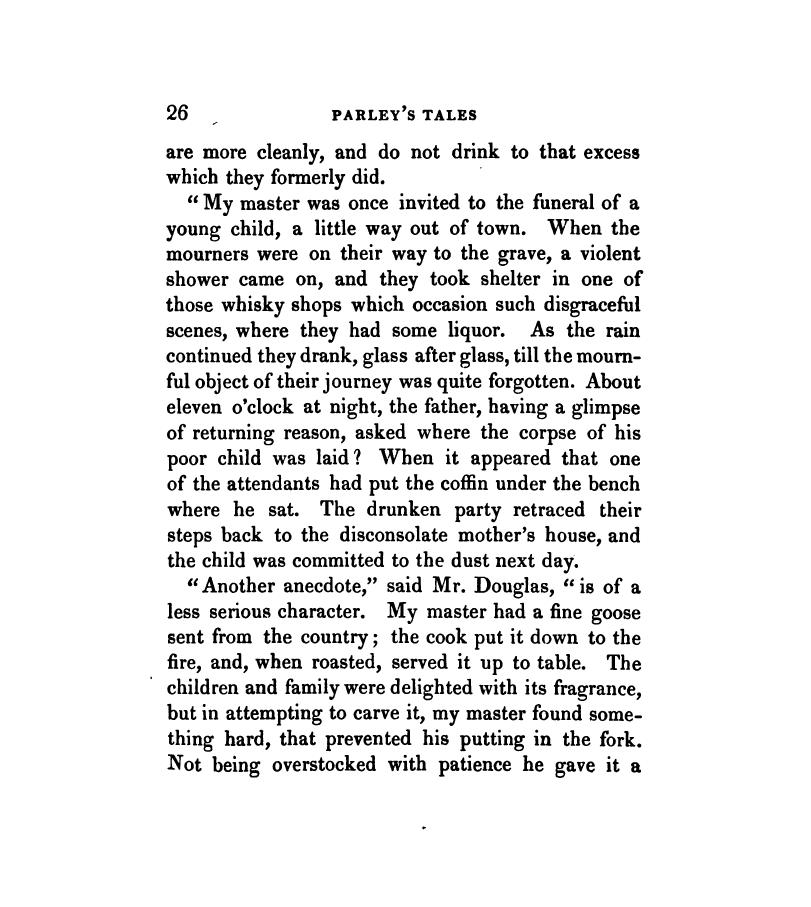 26 PARLEY'S TALES
are more cleanly, and do not drink to that excess
which they formerly did.
“ My master was once invited to the funeral of a
young child, a little way out of town. When the
mourners were on their way to the grave, a violent
shower came on, and they took shelter in one of
those whisky shops which occasion such disgraceful
scenes, where they had some liquor. As the rain
continued they drank, glass after glass, till the mourn-
ful object of their journey was quite forgotten. About
eleven o'clock at night, the father, having a glimpse
of returning reason, asked where the corpse of his
poor child was laid? When it appeared that one
of the attendants had put the coffin under the bench
where he sat. The drunken party retraced their
steps back to the disconsolate mother's house, and
the child was committed to the dust next day.
“Another anecdote,” said Mr. Douglas, “is of a
less serious character. My master had a fine goose
sent from the country; the cook put it down to the
fire, and, when roasted, served it up to table. The
children and family were delighted with its fragrance,
but in attempting to carve it, my master found some-
thing hard, that prevented his putting in the fork.
Not being overstocked with patience he gave it a